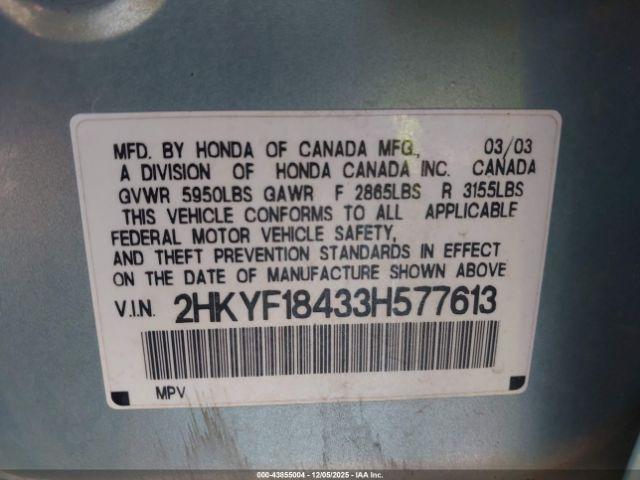 MFD. BY HONDA OF CANADA MFG., 03/03
A DIVISION OF HONDA CANADA INC. CANADA
GVWR 5950LBS GAWR F 2865LBS R 3155LBS
THIS VEHICLE CONFORMS TO ALL APPLICABLE
FEDERAL MOTOR VEHICLE SAFETY,
AND THEFT PREVENTION STANDARDS IN EFFECT
ON THE DATE OF MANUFACTURE SHOWN ABOVE
V.I.N. 2HKYF18433H577613
MPV
000-43855004 - 12/05/2025 - IAAI.com